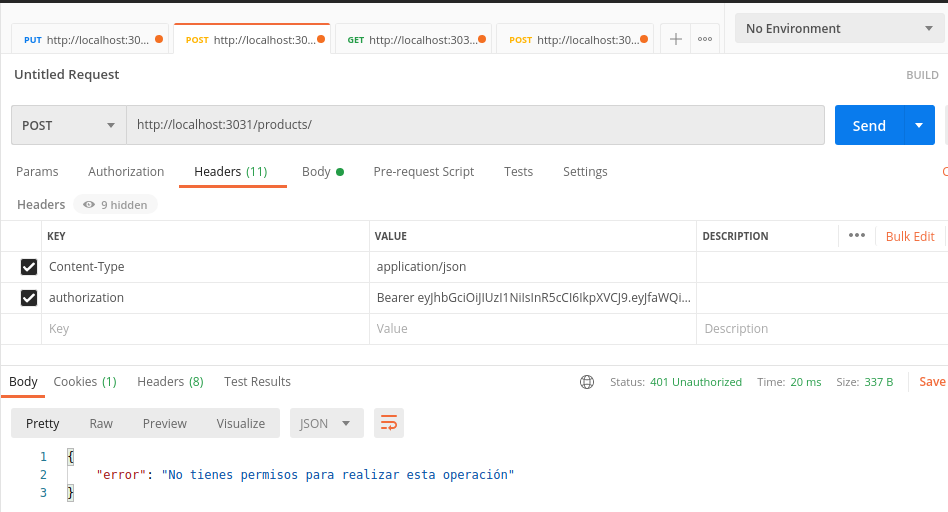 PUT http://localhost:30... POST http://localhost:30... GET http://localhost:303... POST http://localhost:30... No Environment
Untitled Request BUILD
POST http://localhost:3031/products/ Send
Params Authorization Headers (11) Body Pre-request Script Tests Settings
Headers 9 hidden
KEY VALUE DESCRIPTION Bulk Edit
Content-Type application/json
authorization Bearer eyJhbGciOiJIUzI1NiIsInR5cCI6IkpXVCJ9.eyJfaWQi...
Key Value Description
Body Cookies (1) Headers (8) Test Results Status: 401 Unauthorized Time: 20 ms Size: 337 B Save
Pretty Raw Preview Visualize JSON
1 {
2 "error": "No tienes permisos para realizar esta operación"
3 }